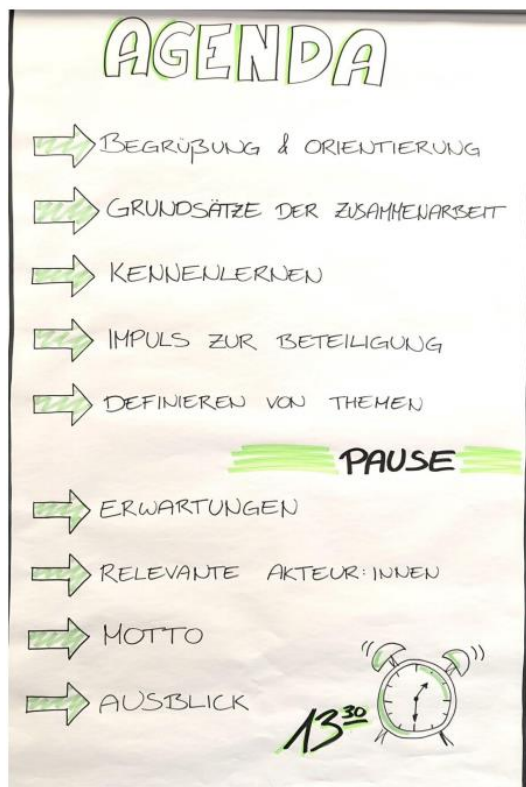 AGENDA
BEGRÜßUNG & ORIENTIERUNG
GRUNDSÄTZE DER ZUSAMMENARBEIT
KENNENLERNEN
IMPULS ZUR BETEILIGUNG
DEFINIEREN VON THEMEN
PAUSE
ERWARTUNGEN
RELEVANTE AKTEUR:INNEN
MOTTO
AUSBLICK
13³⁰